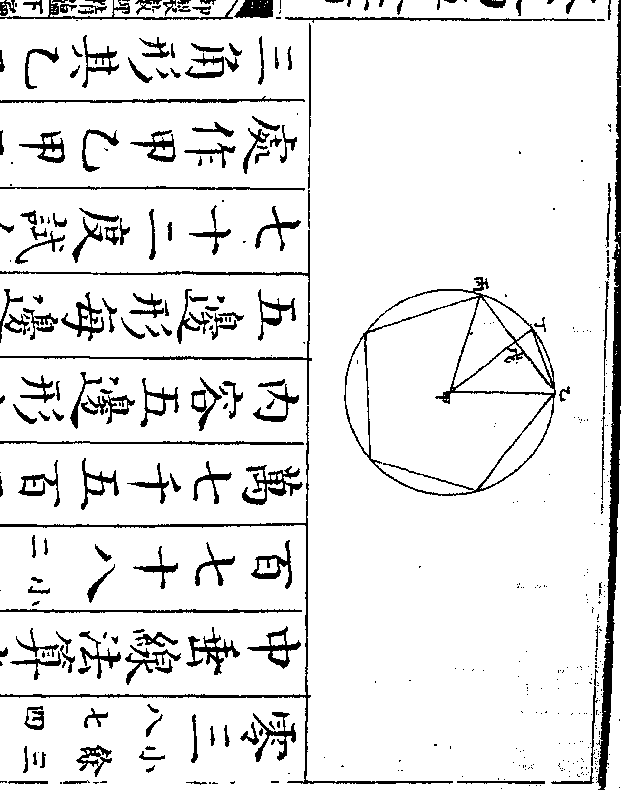 三角形其乙
處作甲乙甲
七十二度試
五邊形每邊
內容五邊形
萬七千五百
百七十八二小
中垂線法算
零三八七四小餘三
丙
丁
戊
甲
乙